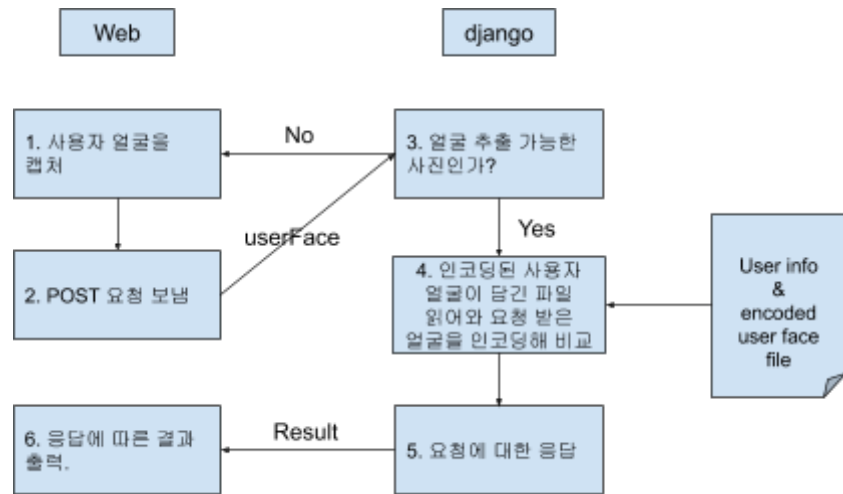 Web
django
1. 사용자 얼굴을
캡처
No
3. 얼굴 추출 가능한
사진인가?
userFace
Yes
2. POST 요청 보냄
4. 인코딩된 사용자
얼굴이 담긴 파일
읽어와 요청 받은
얼굴을 인코딩해 비교
User info
&
encoded
user face
file
6. 응답에 따른 결과
출력.
Result
5. 요청에 대한 응답